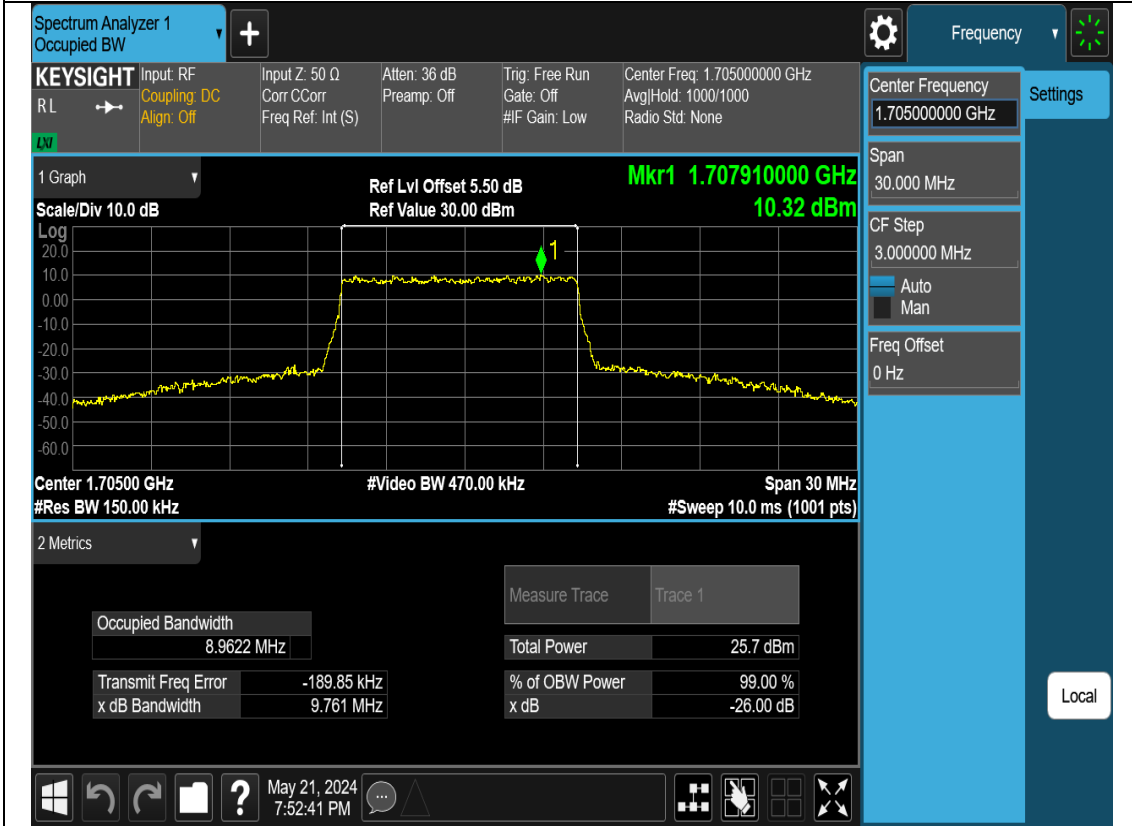 Spectrum Analyzer 1
Occupied BW
+
Frequency
KEYSIGHT
RL
LXI
Input: RF
Coupling: DC
Align: Off
Input Z: 50 Ω
Corr CCorr
Freq Ref: Int (S)
Atten: 36 dB
Preamp: Off
Trig: Free Run
Gate: Off
#IF Gain: Low
Center Freq: 1.705000000 GHz
Avg|Hold: 1000/1000
Radio Std: None
Center Frequency
1.705000000 GHz
Settings
Span
30.000 MHz
CF Step
3.000000 MHz
Auto
Man
Freq Offset
0 Hz
Local
1 Graph
Scale/Div 10.0 dB
Ref Lvl Offset 5.50 dB
Ref Value 30.00 dBm
Mkr1 1.707910000 GHz
10.32 dBm
Log
20.0
10.0
0.00
-10.0
-20.0
-30.0
-40.0
-50.0
-60.0
1
Center 1.70500 GHz
#Res BW 150.00 kHz
#Video BW 470.00 kHz
Span 30 MHz
#Sweep 10.0 ms (1001 pts)
2 Metrics
Measure Trace Trace 1
Occupied Bandwidth
8.9622 MHz
Total Power 25.7 dBm
Transmit Freq Error -189.85 kHz
% of OBW Power 99.00 %
x dB Bandwidth 9.761 MHz
x dB -26.00 dB
?
May 21, 2024
7:52:41 PM